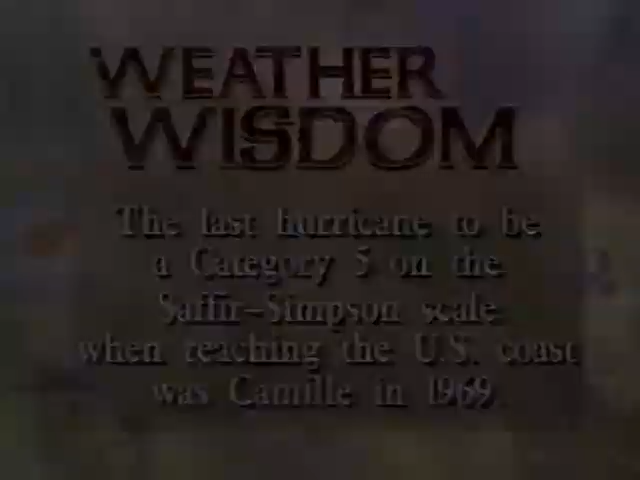 WEATHER
WISDOM
The last hurricane to be
a Category 5 on the
Saffir-Simpson scale
when reaching the U.S. coast
was Camille in 1969.